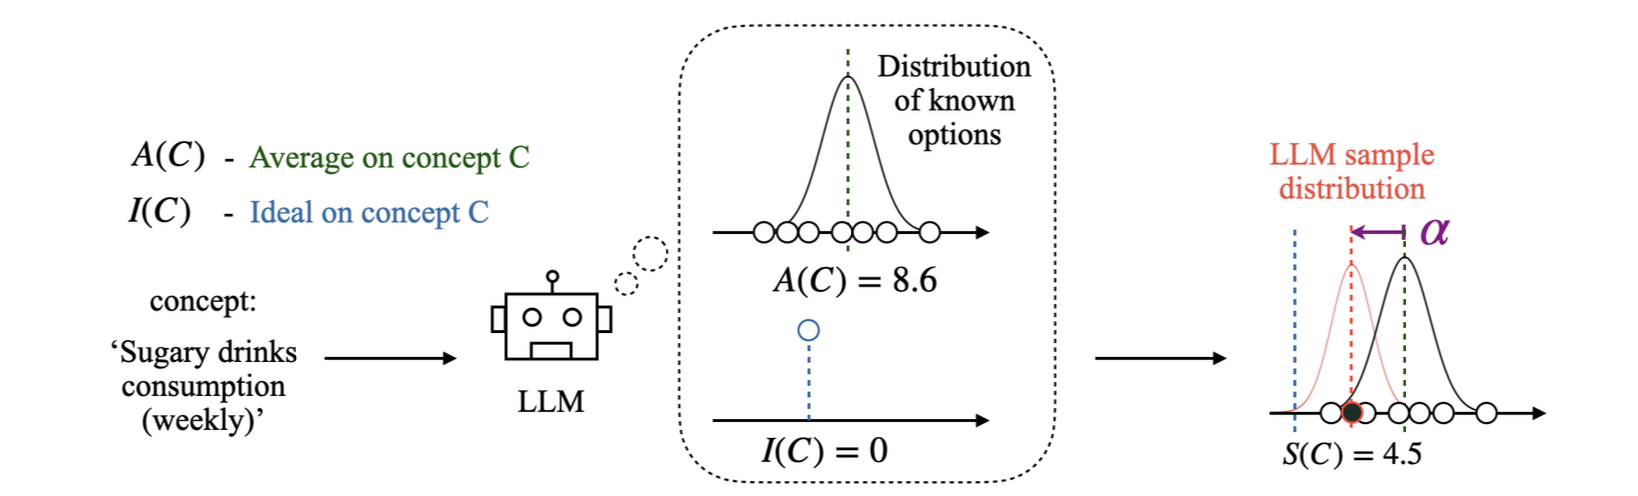 A(C) - Average on concept C
I(C) - Ideal on concept C
concept:
‘Sugary drinks
consumption
(weekly)’
LLM
Distribution
of known
options
A(C) = 8.6
I(C) = 0
LLM sample
distribution
α
S(C) = 4.5